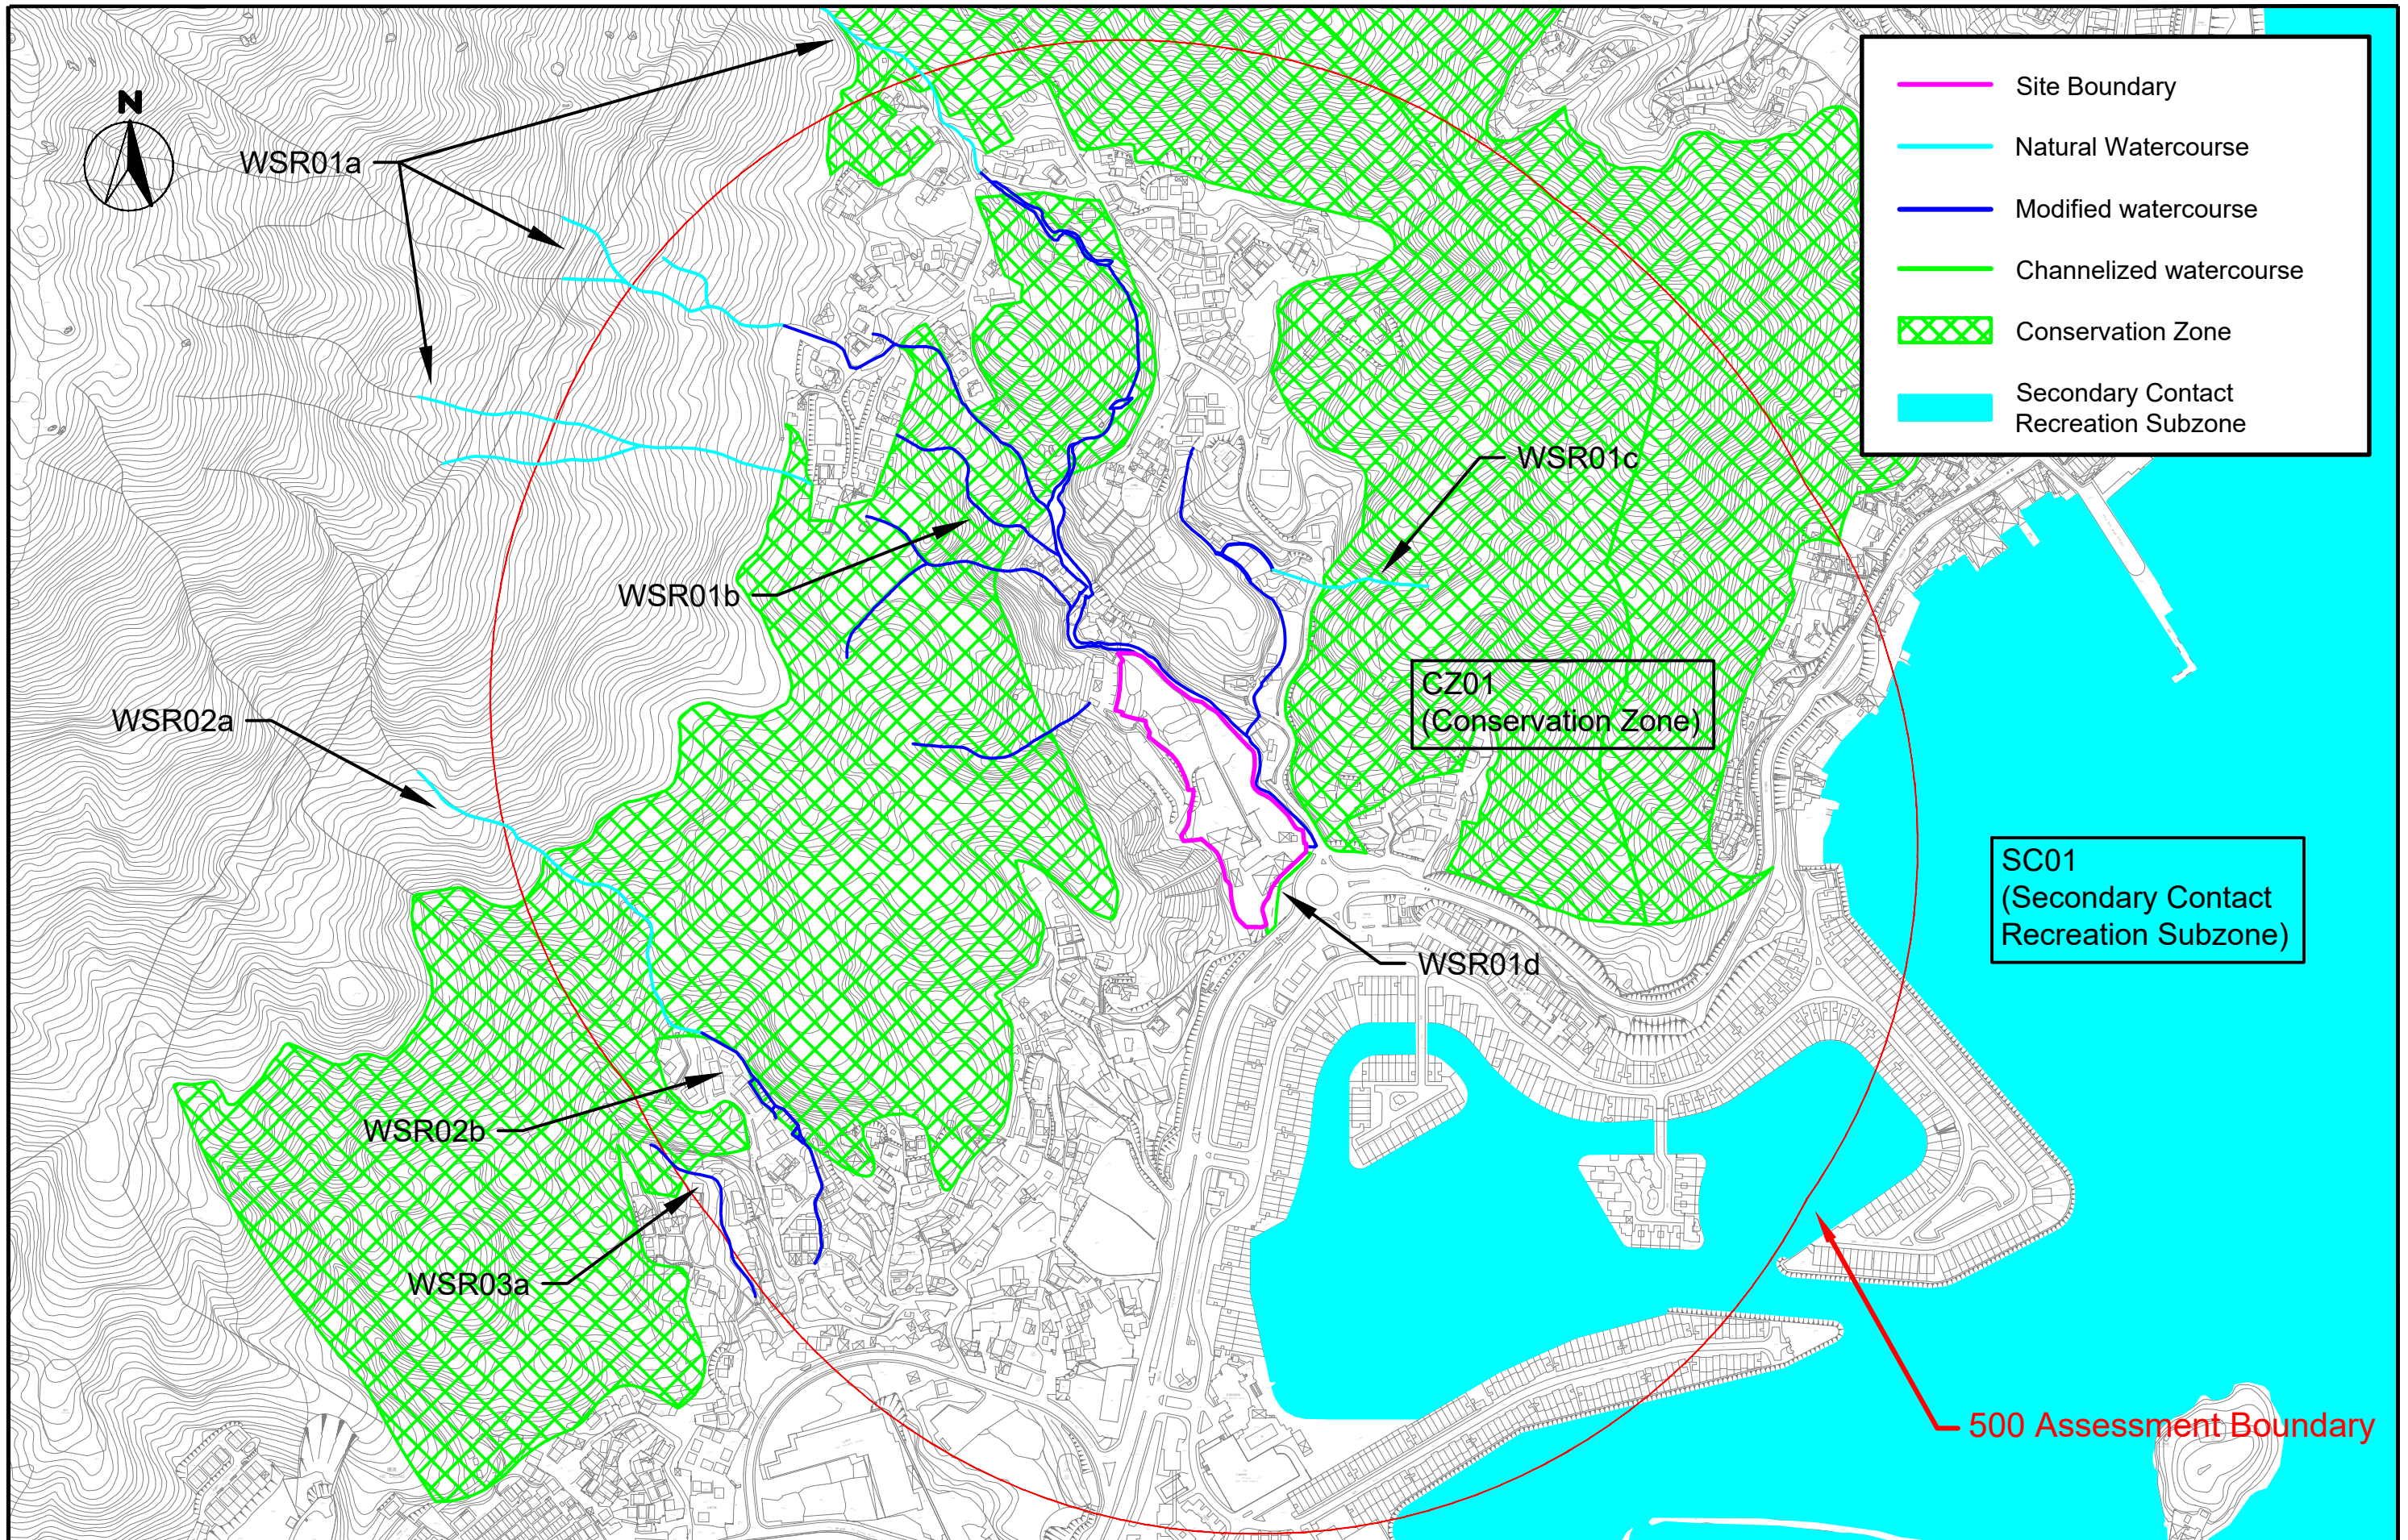 N
Site Boundary
Natural Watercourse
Modified watercourse
Channelized watercourse
Conservation Zone
Secondary Contact
Recreation Subzone
WSR01a
WSR01c
WSR01b
CZ01
(Conservation Zone)
WSR02a
SC01
(Secondary Contact
Recreation Subzone)
WSR01d
WSR02b
WSR03a
500 Assessment Boundary